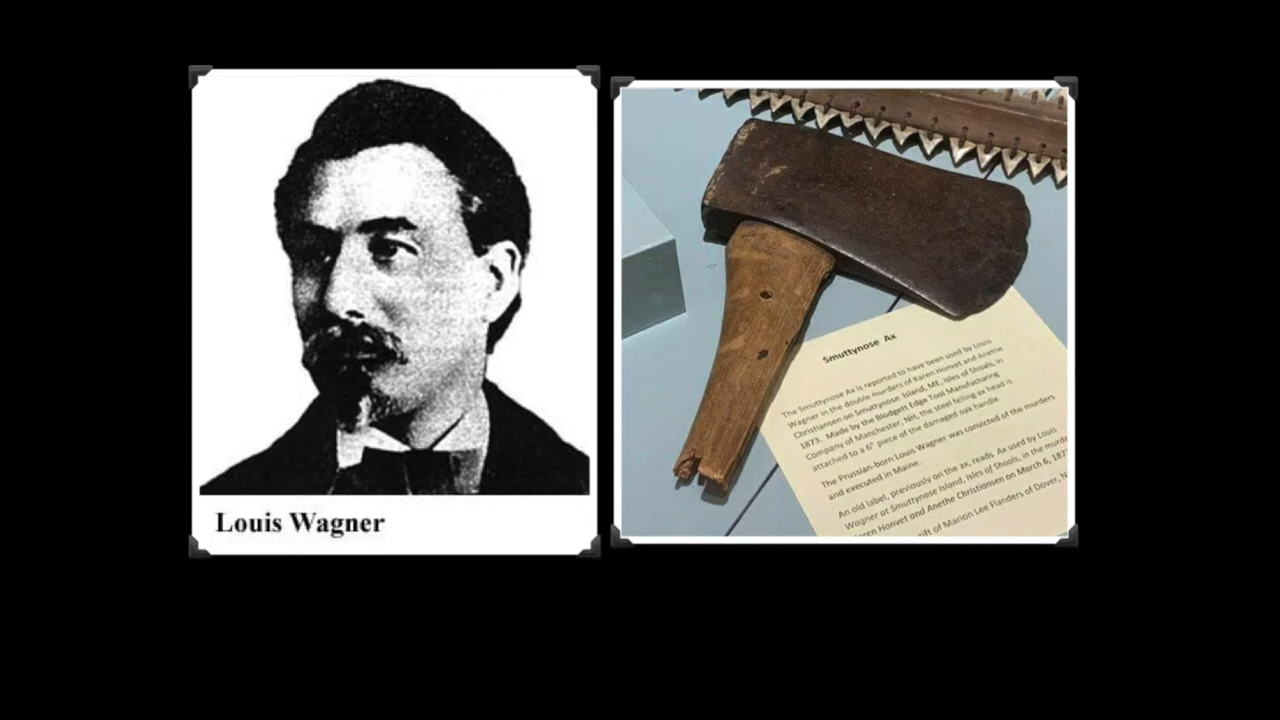 Louis Wagner
Smuttynose Ax
The Smuttynose Ax is reported to have been used by Louis
Wagner in the double murders of Karen Honvet and Anethe
Christiansen on Smuttynose Island, ME, Isles of Shoals, in
1873. Made by the Blodgett Edge Tool Manufacturing
Company of Manchester, NH, the steel felling ax head is
attached to a 6" piece of the damaged oak handle.
The Prussian-born Louis Wagner was convicted of the murders
and executed in Maine.
An old label, previously on the ax, reads Ax used by Louis
Wagner at Smuttynose Island, Isles of Shools, in the murde
aren Honvet and Anethe Christiansen on March 6, 187
gift of Marion Lee Flanders of Dover, N